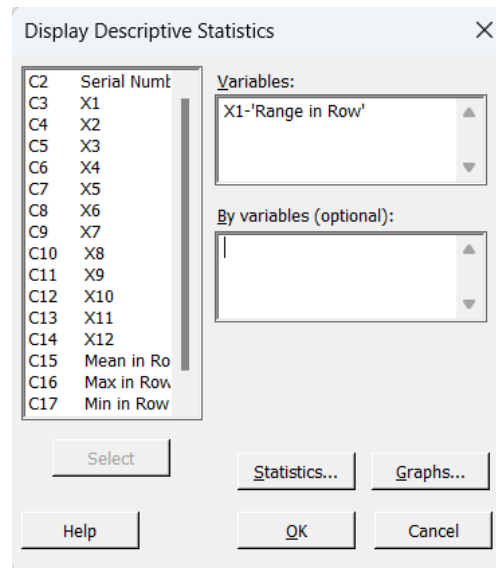 Display Descriptive Statistics
C2 Serial Numb
C3 X1
C4 X2
C5 X3
C6 X4
C7 X5
C8 X6
C9 X7
C10 X8
C11 X9
C12 X10
C13 X11
C14 X12
C15 Mean in Ro
C16 Max in Row
C17 Min in Row
Variables:
X1-'Range in Row'
By variables (optional):
Select
Statistics...
Graphs...
Help
OK
Cancel